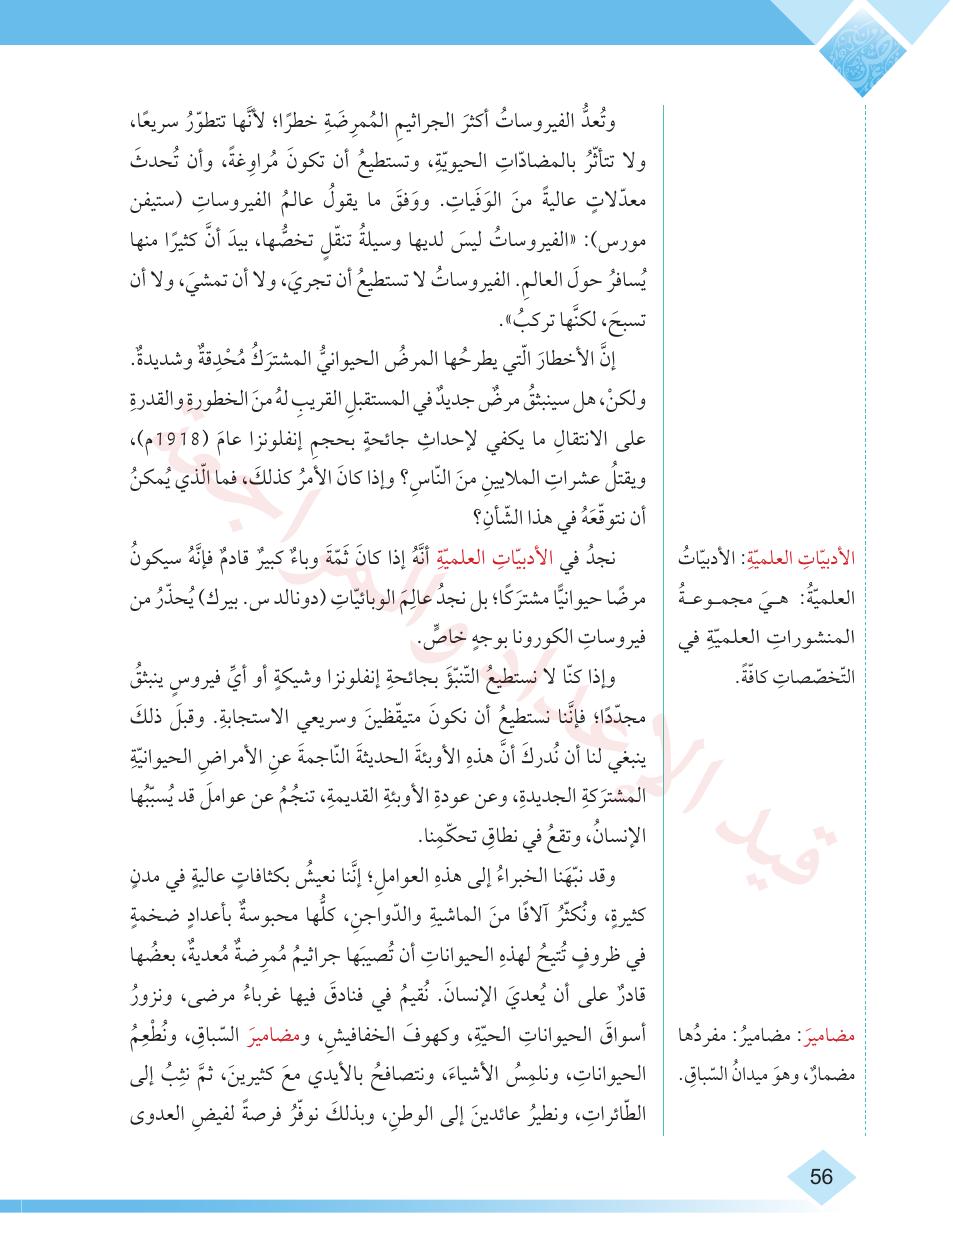 وتُعدُّ الفيروساتُ أكثرَ الجراثيمِ المُمرِضَةِ خطرًا؛ لأنَّها تتطوّرُ سريعًا،
ولا تتأثّرُ بالمضادّاتِ الحيويّةِ، وتستطيعُ أن تكونَ مُراوِغةً، وأن تُحدثَ
معدّلاتٍ عاليةً منَ الوَفَياتِ. ووَفقَ ما يقولُ عالمُ الفيروساتِ (ستيفن
مورس): «الفيروساتُ ليسَ لديها وسيلةُ تنقّلٍ تخصُّها، بيدَ أنَّ كثيرًا منها
يُسافرُ حولَ العالمِ. الفيروساتُ لا تستطيعُ أن تجريَ، ولا أن تمشيَ، ولا أن
تسبحَ، لكنَّها تركبُ».
إنَّ الأخطارَ الّتي يطرحُها المرضُ الحيوانيُّ المشتركُ مُحْدِقةٌ وشديدةٌ.
ولكنْ، هل سينبثقُ مرضٌ جديدٌ في المستقبلِ القريبِ لهُ منَ الخطورةِ والقدرةِ
على الانتقالِ ما يكفي لإحداثِ جائحةٍ بحجمِ إنفلونزا عامَ (1918م)،
ويقتلُ عشراتِ الملايينِ منَ النّاسِ؟ وإذا كانَ الأمرُ كذلكَ، فما الّذي يُمكنُ
أن نتوقّعَهُ في هذا الشّأنِ؟
نجدُ في الأدبيّاتِ العلميّةِ أنَّهُ إذا كانَ ثَمّةَ وباءٌ كبيرٌ قادمٌ فإنَّهُ سيكونُ
مرضًا حيوانيًّا مشتركًا؛ بل نجدُ عالِمَ الوبائيّاتِ (دونالد س. بيرك) يُحذّرُ من
فيروساتِ الكورونا بوجهٍ خاصٍّ.
وإذا كنّا لا نستطيعُ التّنبّؤَ بجائحةِ إنفلونزا وشيكةٍ أو أيِّ فيروسٍ ينبثقُ
مجدّدًا؛ فإنَّنا نستطيعُ أن نكونَ متيقّظينَ وسريعي الاستجابةِ. وقبلَ ذلكَ
ينبغي لنا أن نُدركَ أنَّ هذهِ الأوبئةَ الحديثةَ النّاجمةَ عنِ الأمراضِ الحيوانيّةِ
المشتركةِ الجديدةِ، وعن عودةِ الأوبئةِ القديمةِ، تنجُمُ عن عواملَ قد يُسبّبُها
الإنسانُ، وتقعُ في نطاقِ تحكّمِنا.
وقد نبّهَنا الخبراءُ إلى هذهِ العواملِ؛ إنَّنا نعيشُ بكثافاتٍ عاليةٍ في مدنٍ
كثيرةٍ، ونُكثّرُ آلافًا منَ الماشيةِ والدّواجنِ، كلُّها محبوسةٌ بأعدادٍ ضخمةٍ
في ظروفٍ تُتيحُ لهذهِ الحيواناتِ أن تُصيبَها جراثيمُ مُمرِضةٌ مُعديةٌ، بعضُها
قادرٌ على أن يُعديَ الإنسانَ. نُقيمُ في فنادقَ فيها غرباءُ مرضى، ونزورُ
أسواقَ الحيواناتِ الحيّةِ، وكهوفَ الخفافيشِ، ومضاميرَ السّباقِ، ونُطْعِمُ
الحيواناتِ، ونلمِسُ الأشياءَ، ونتصافحُ بالأيدي معَ كثيرينَ، ثمَّ نثِبُ إلى
الطّائراتِ، ونطيرُ عائدينَ إلى الوطنِ، وبذلكَ نوفّرُ فرصةً لفيضِ العدوى
الأدبيّاتِ العلميّةِ: الأدبيّاتُ
العلميّةُ: هـيَ مجمـوعـةُ
المنشوراتِ العلميّةِ في
التّخصّصاتِ كافّةً.
مضاميرَ: مضاميرُ: مفردُها
مضمارٌ، وهوَ ميدانُ السّباقِ.
قيد الإعداد والمراجعة
56